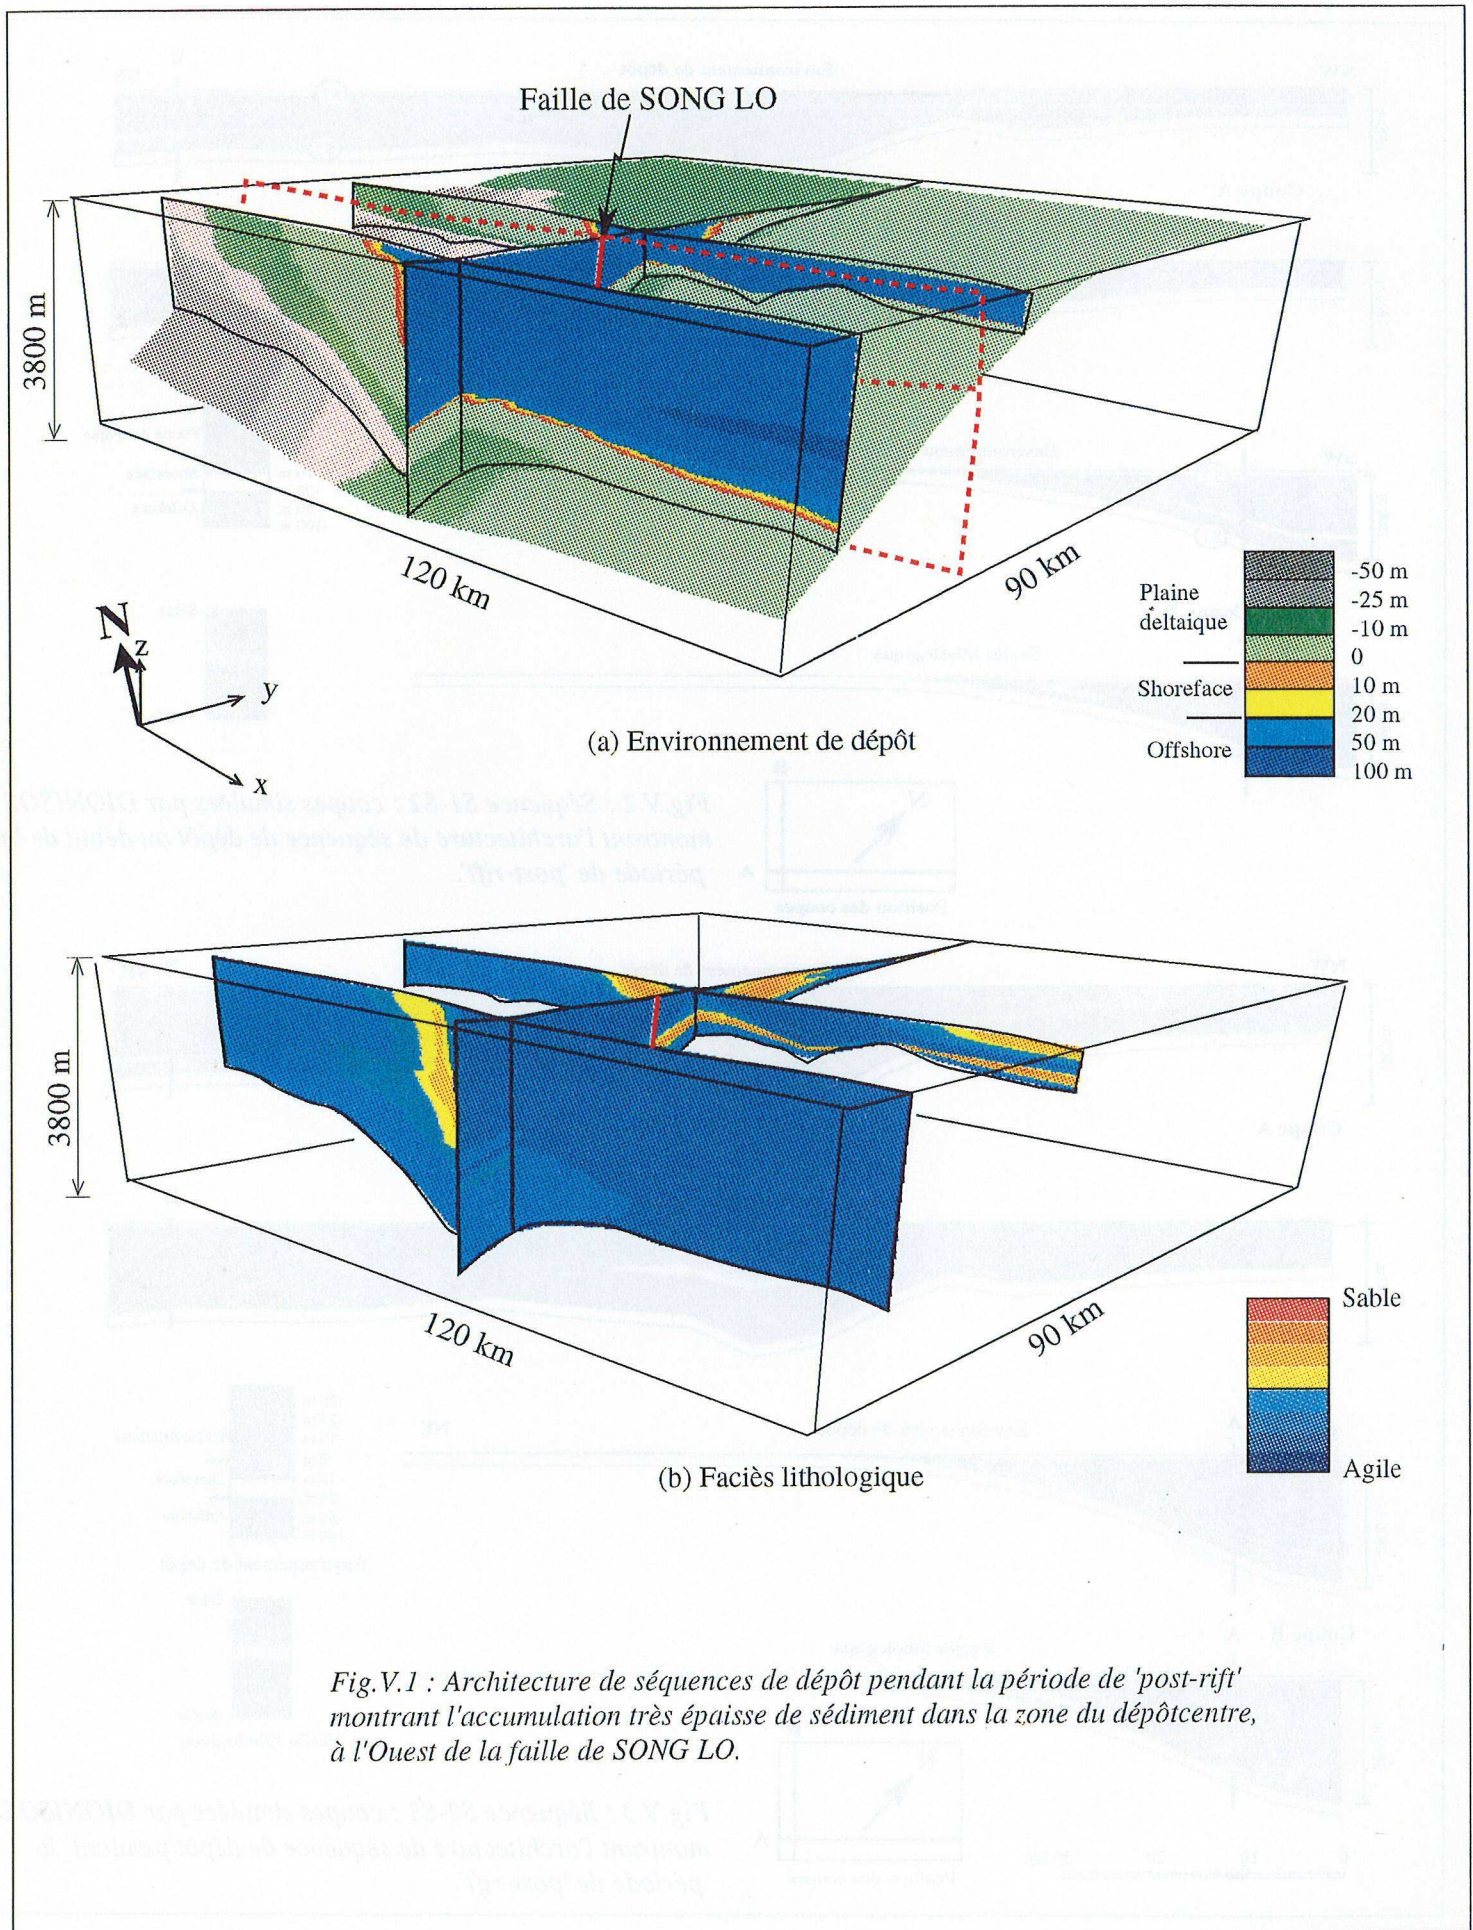 Faille de SONG LO
3800 m
120 km
90 km
N
z
y
x
Plaine
deltaique
Shoreface
Offshore
-50 m
-25 m
-10 m
0
10 m
20 m
50 m
100 m
(a) Environnement de dépôt
3800 m
120 km
90 km
Sable
Agile
(b) Faciès lithologique
Fig.V.1 : Architecture de séquences de dépôt pendant la période de 'post-rift'
montrant l'accumulation très épaisse de sédiment dans la zone du dépôtcentre,
à l'Ouest de la faille de SONG LO.